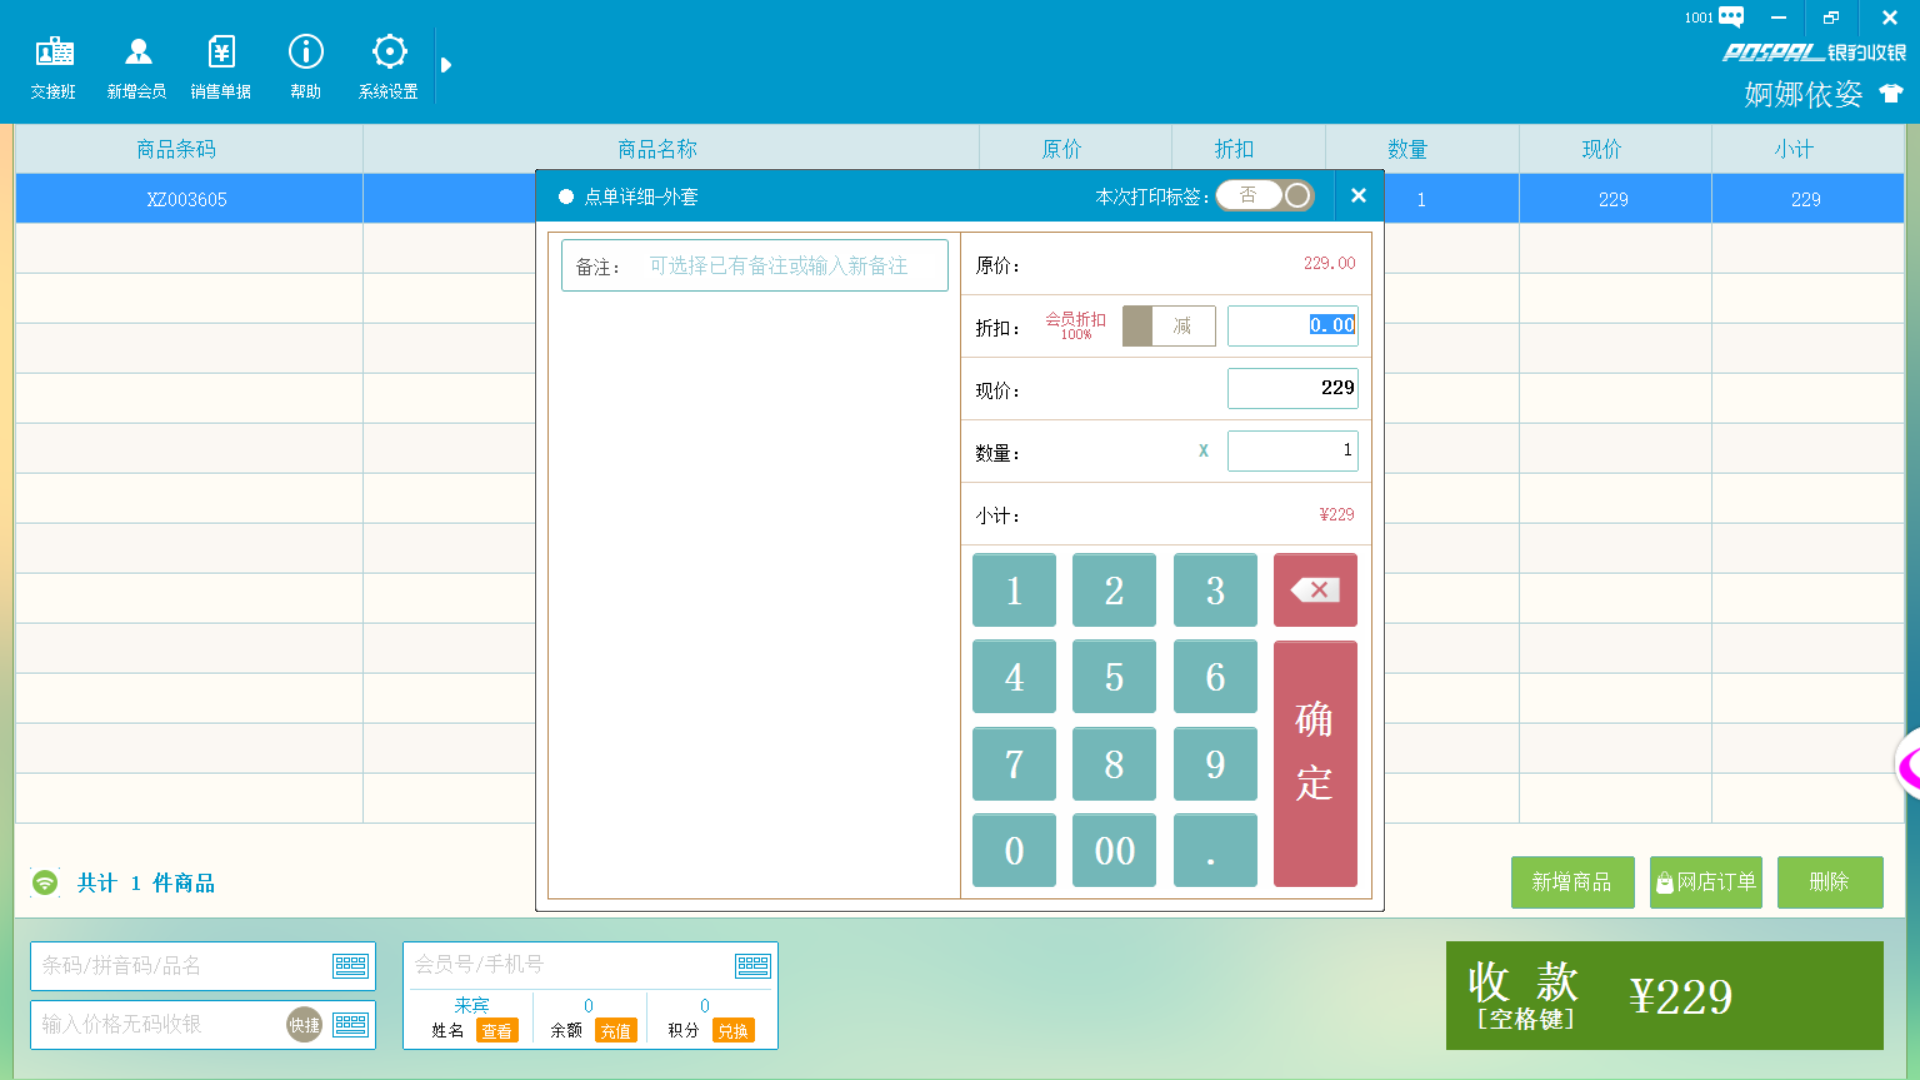 1001
POSPAL 银豹收银
交接班
新增会员
销售单据
帮助
系统设置
婀娜依姿
商品条码 商品名称 原价 折扣 数量 现价 小计
XZ003605 1 229 229
点单详细-外套
本次打印标签： 否
备注： 可选择已有备注或输入新备注
原价： 229.00
折扣： 会员折扣 100% 减 0.00
现价： 229
数量： X 1
小计： ¥229
1 2 3
4 5 6
7 8 9
0 00 .
确定
共计 1 件商品
新增商品
网店订单
删除
条码/拼音码/品名
输入价格无码收银 快捷
会员号/手机号
来宾 0 0
姓名 查看 余额 充值 积分 兑换
收 款 ¥229
[空格键]